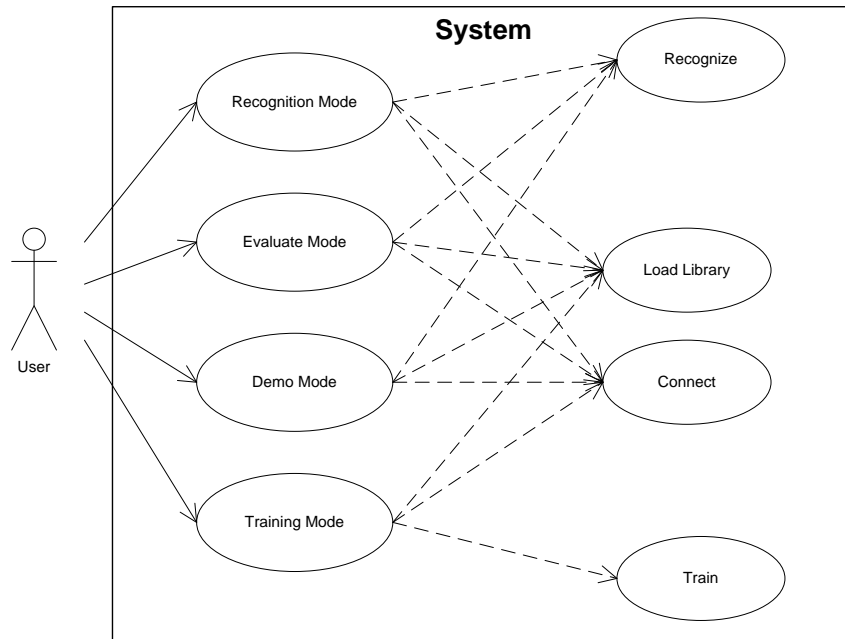 System
Recognize
Recognition Mode
Evaluate Mode
Load Library
User
Demo Mode
Connect
Training Mode
Train